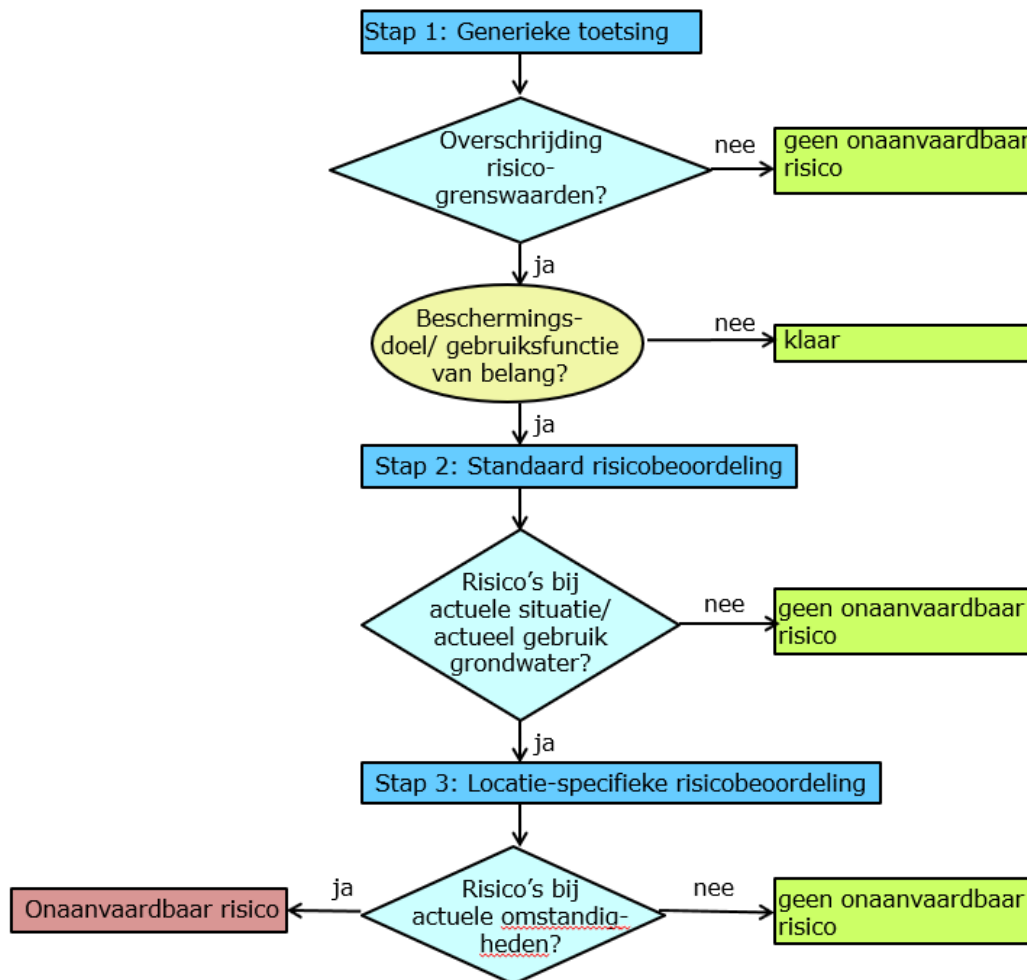 Stap 1: Generieke toetsing
Overschrijding
risico-
grenswaarden?
nee
geen onaanvaardbaar
risico
ja
Beschermings-
doel/ gebruiksfunctie
van belang?
nee
klaar
ja
Stap 2: Standaard risicobeoordeling
Risico's bij
actuele situatie/
actueel gebruik
grondwater?
nee
geen onaanvaardbaar
risico
ja
Stap 3: Locatie-specifieke risicobeoordeling
Risico's bij
actuele omstandig-
heden?
ja
Onaanvaardbaar risico
nee
geen onaanvaardbaar
risico